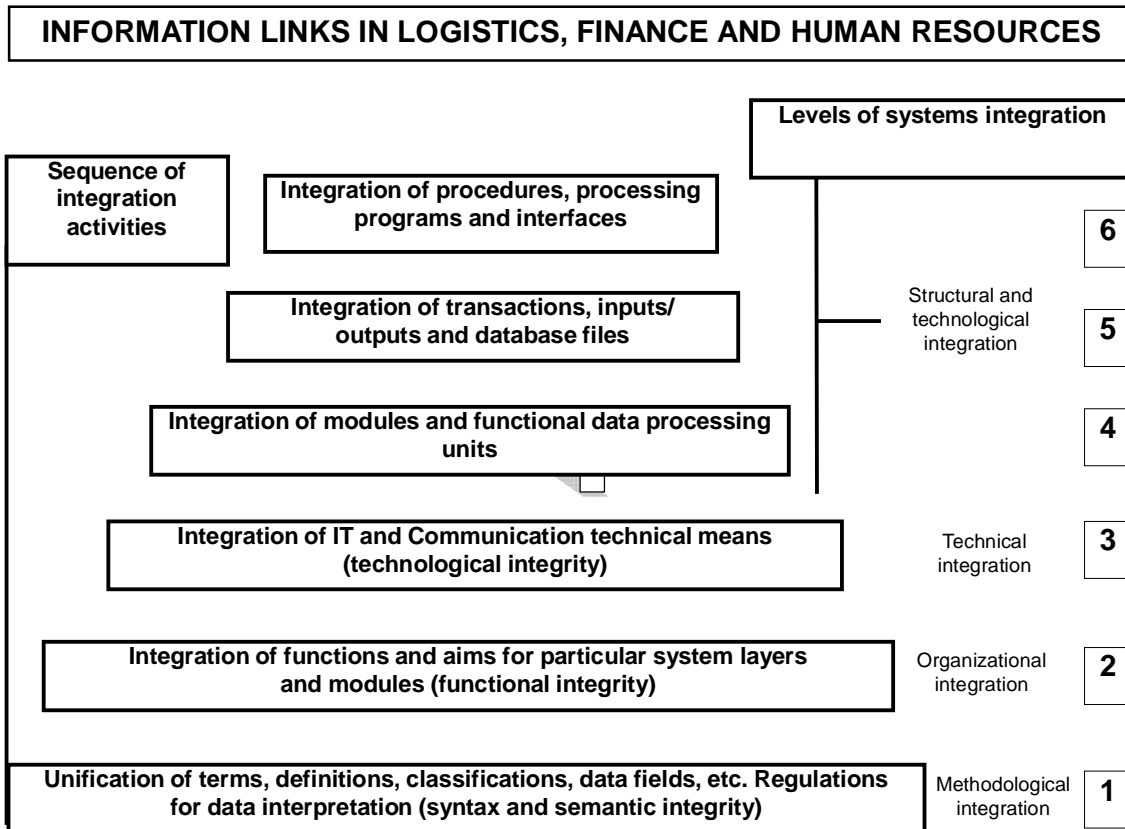 INFORMATION LINKS IN LOGISTICS, FINANCE AND HUMAN RESOURCES
Levels of systems integration
Sequence of
integration
activities
Integration of procedures, processing
programs and interfaces
6
Integration of transactions, inputs/
outputs and database files
Structural and
technological
integration
5
Integration of modules and functional data processing
units
4
Integration of IT and Communication technical means
(technological integrity)
Technical
integration
3
Integration of functions and aims for particular system layers
and modules (functional integrity)
Organizational
integration
2
Unification of terms, definitions, classifications, data fields, etc. Regulations
for data interpretation (syntax and semantic integrity)
Methodological
integration
1